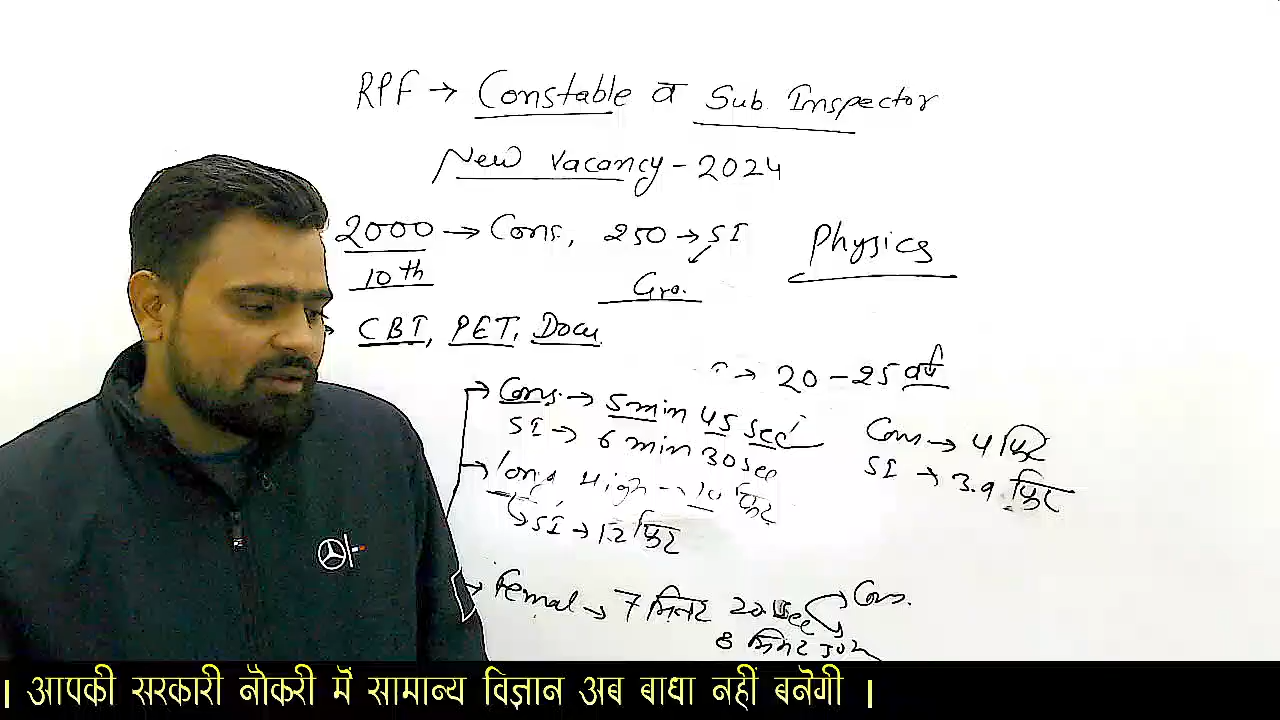 RPF → Constable व Sub. Inspector
New Vacancy - 2024
2000 → Cons, 250 → SI
10th Gra.
Physics
CBT, PET, Docu
→ 20 - 25 वर्ष
Cons → 5 min 45 sec
SI → 6 min 30 sec
Long High → 10 फिट
SI → 12 फिट
Cons → 4 फिट
SI → 3.9 फिट
Femal → 7 मिनट 20 sec Cons.
8 मिनट
। आपकी सरकारी नौकरी में सामान्य विज्ञान अब बाधा नहीं बनेगी ।